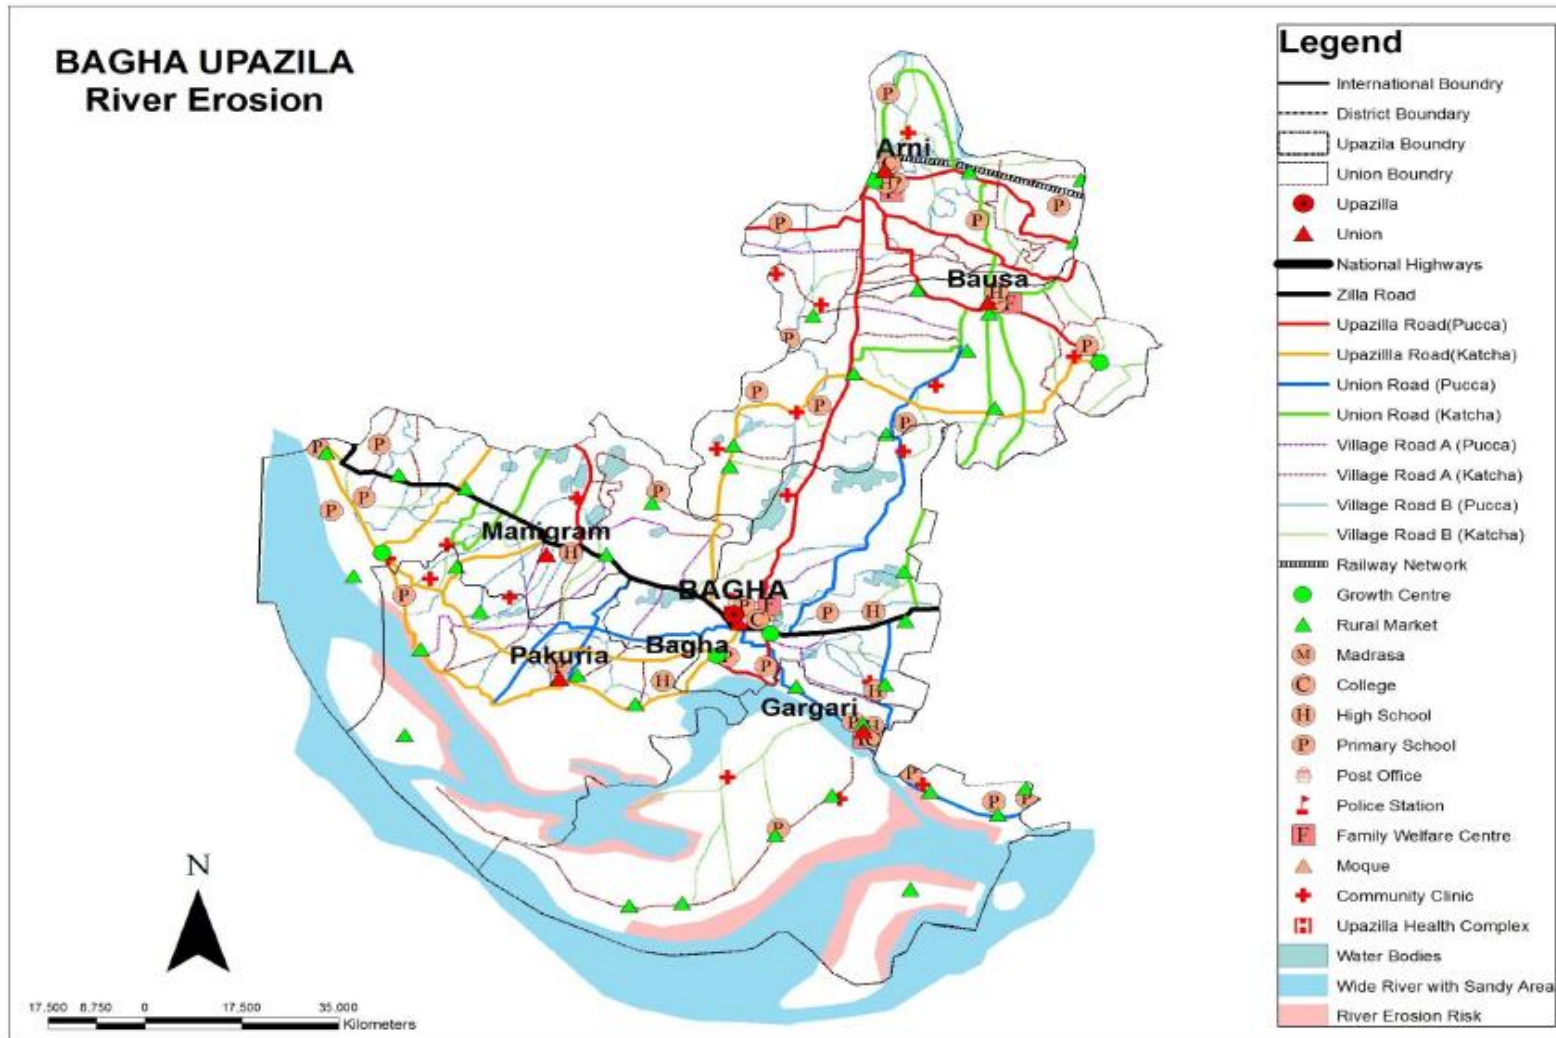 BAGHA UPAZILA
River Erosion
Arni
Bausa
Manigram
BAGHA
Bagha
Pakuria
Gargari
N
17,500 8,750 0 17,500 35,000
Kilometers
Legend
International Boundry
District Boundary
Upazila Boundry
Union Boundry
Upazilla
Union
National Highways
Zilla Road
Upazilla Road(Pucca)
Upazillla Road(Katcha)
Union Road (Pucca)
Union Road (Katcha)
Village Road A (Pucca)
Village Road A (Katcha)
Village Road B (Pucca)
Village Road B (Katcha)
Railway Network
Growth Centre
Rural Market
M Madrasa
C College
H High School
P Primary School
Post Office
Police Station
F Family Welfare Centre
Moque
Community Clinic
H Upazilla Health Complex
Water Bodies
Wide River with Sandy Area
River Erosion Risk